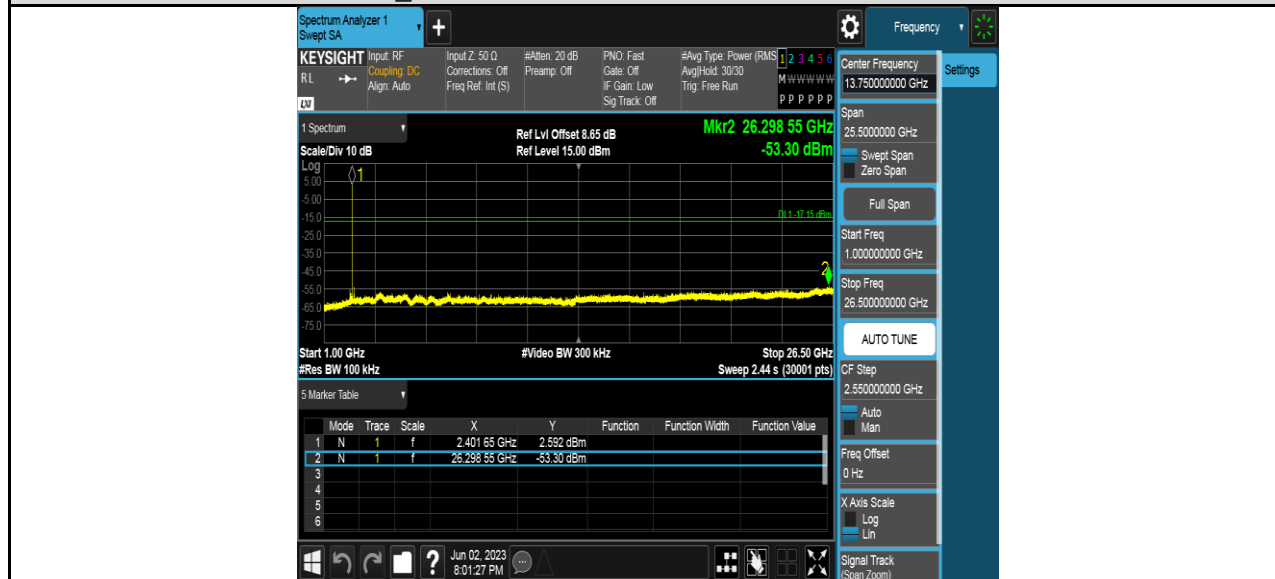 Spectrum Analyzer 1
Swept SA
+
Frequency
KEYSIGHT
RL
LXI
Input: RF
Coupling: DC
Align: Auto
Input Z: 50 Ω
Corrections: Off
Freq Ref: Int (S)
#Atten: 20 dB
Preamp: Off
PNO: Fast
Gate: Off
IF Gain: Low
Sig Track: Off
#Avg Type: Power (RMS
Avg|Hold: 30/30
Trig: Free Run
1 2 3 4 5 6
M W W W W W
P P P P P P
1 Spectrum
Scale/Div 10 dB
Ref Lvl Offset 8.65 dB
Ref Level 15.00 dBm
Mkr2 26.298 55 GHz
-53.30 dBm
Log
5.00
-5.00
-15.0
-25.0
-35.0
-45.0
-55.0
-65.0
-75.0
1
DL1 -17.15 dBm
2
Start 1.00 GHz
#Res BW 100 kHz
#Video BW 300 kHz
Stop 26.50 GHz
Sweep 2.44 s (30001 pts)
5 Marker Table
Mode Trace Scale X Y Function Function Width Function Value
1 N 1 f 2.401 65 GHz 2.592 dBm
2 N 1 f 26.298 55 GHz -53.30 dBm
3
4
5
6
?
Jun 02, 2023
8:01:27 PM
Center Frequency
13.750000000 GHz
Span
25.5000000 GHz
Swept Span
Zero Span
Full Span
Start Freq
1.000000000 GHz
Stop Freq
26.500000000 GHz
AUTO TUNE
CF Step
2.550000000 GHz
Auto
Man
Freq Offset
0 Hz
X Axis Scale
Log
Lin
Signal Track
(Span Zoom)
Settings